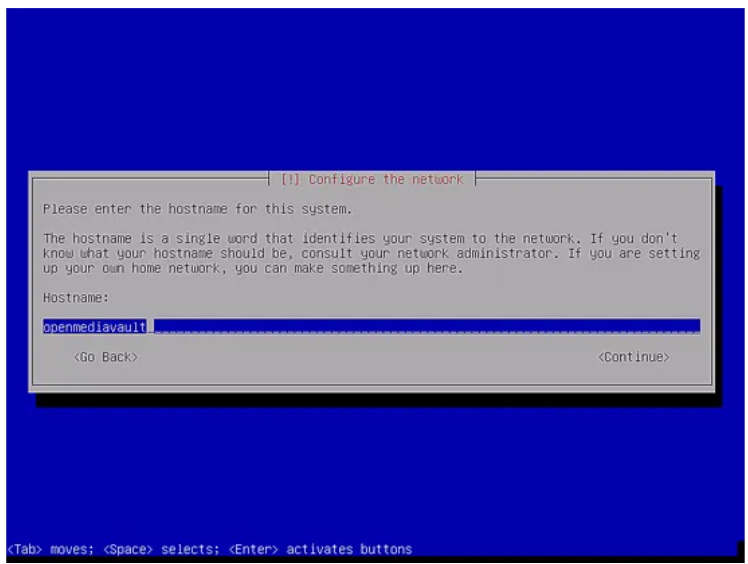 [!] Configure the network
Please enter the hostname for this system.
The hostname is a single word that identifies your system to the network. If you don't
know what your hostname should be, consult your network administrator. If you are setting
up your own home network, you can make something up here.
Hostname:
openmediavault
<Go Back> <Continue>
<Tab> moves; <Space> selects; <Enter> activates buttons